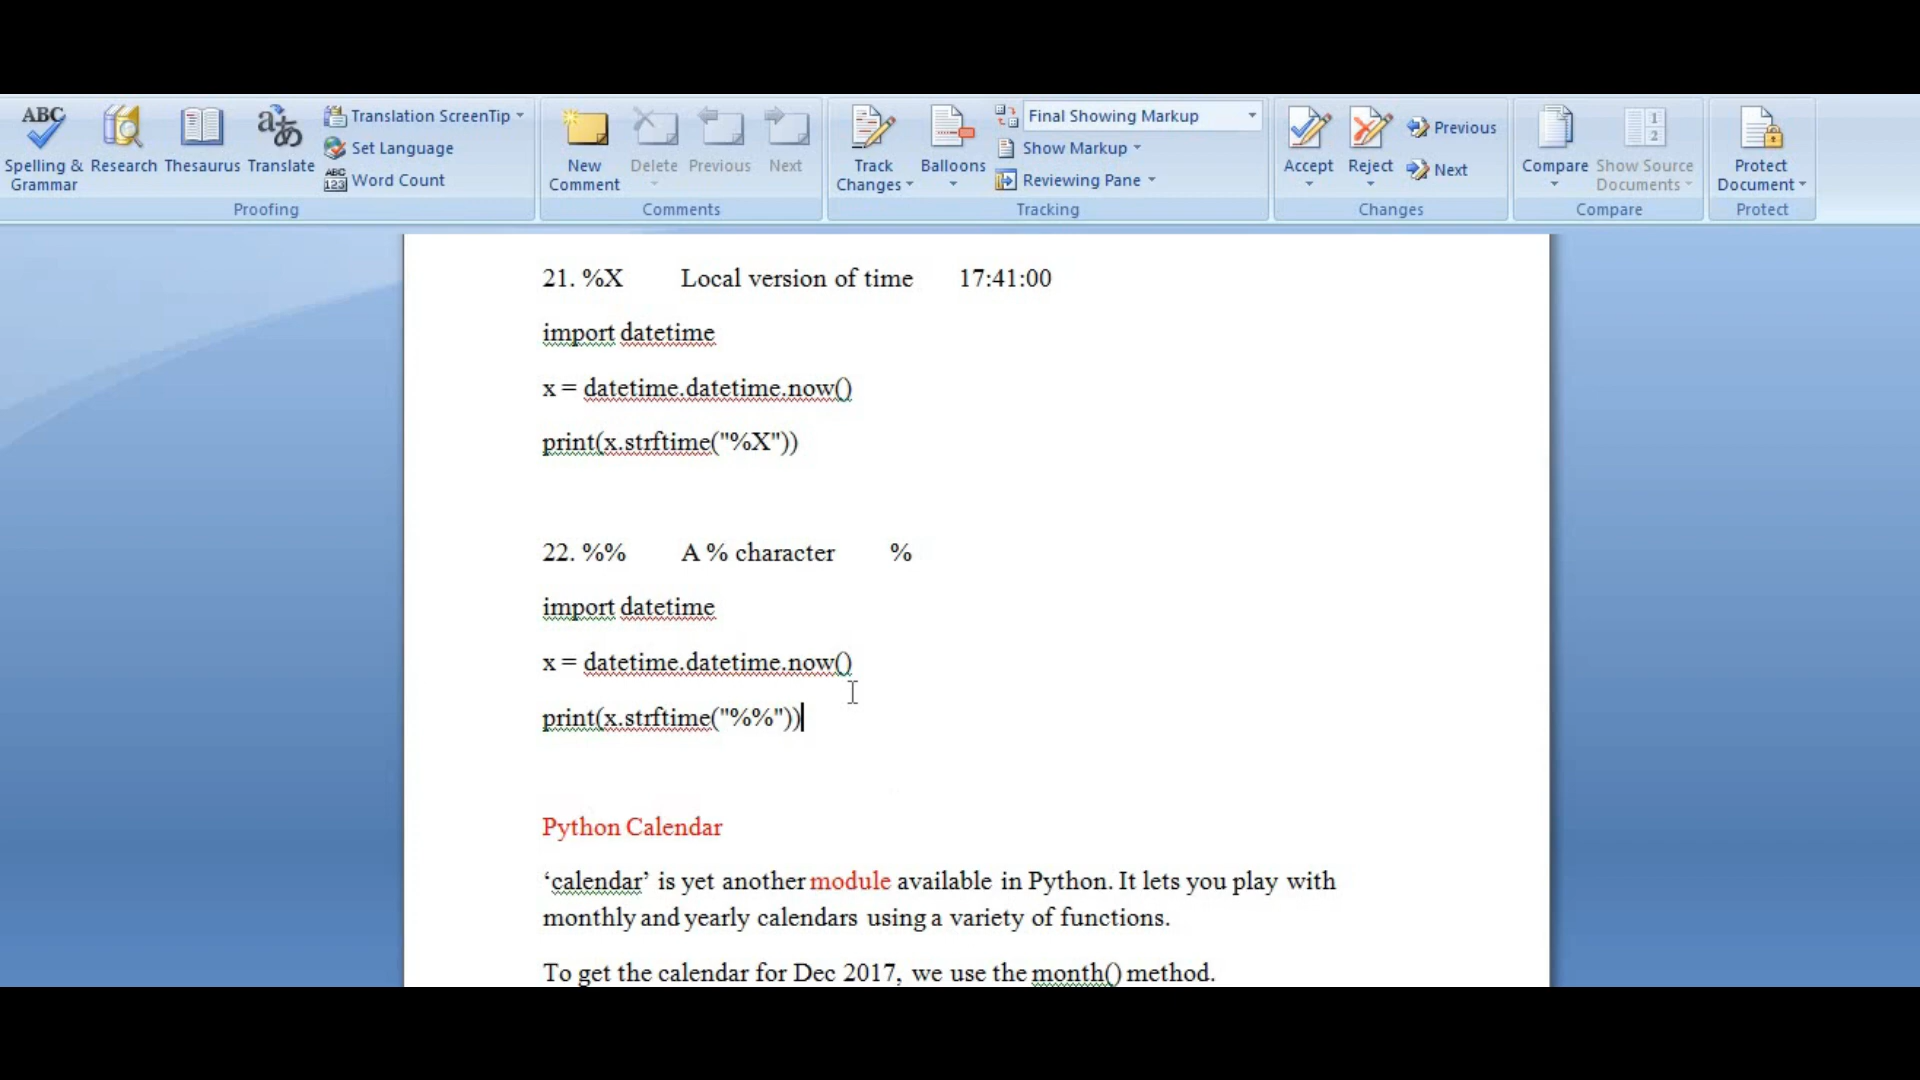 ABC
Spelling & Grammar
Research
Thesaurus
Translate
Translation ScreenTip
Set Language
ABC 123 Word Count
Proofing
New Comment
Delete
Previous
Next
Comments
Track Changes
Balloons
Final Showing Markup
Show Markup
Reviewing Pane
Tracking
Accept
Reject
Previous
Next
Changes
Compare
Show Source Documents
Compare
Protect Document
Protect
21. %X Local version of time 17:41:00
import datetime
x = datetime.datetime.now()
print(x.strftime("%X"))
22. %% A % character %
import datetime
x = datetime.datetime.now()
print(x.strftime("%%"))
Python Calendar
‘calendar’ is yet another module available in Python. It lets you play with
monthly and yearly calendars using a variety of functions.
To get the calendar for Dec 2017, we use the month() method.